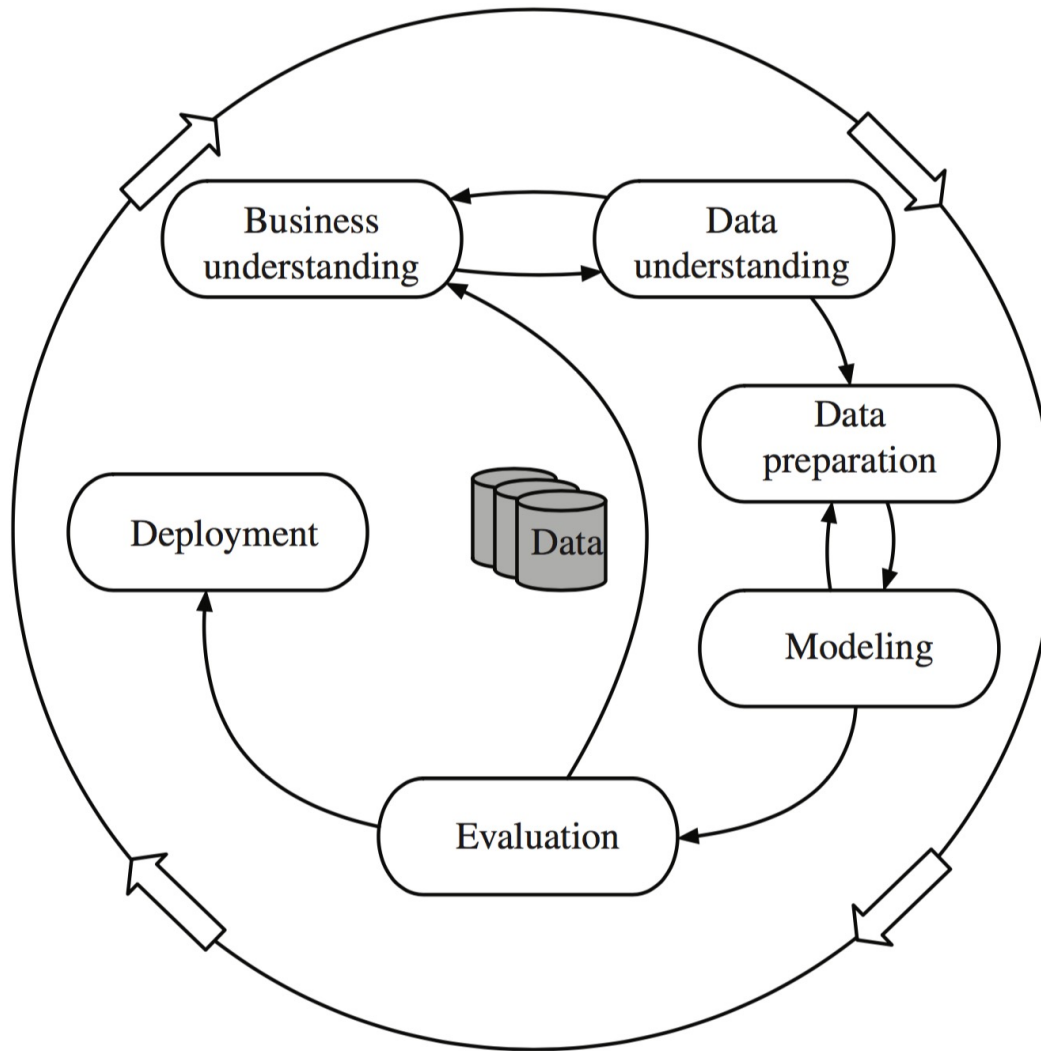 Business
understanding
Data
understanding
Data
preparation
Deployment
Data
Modeling
Evaluation